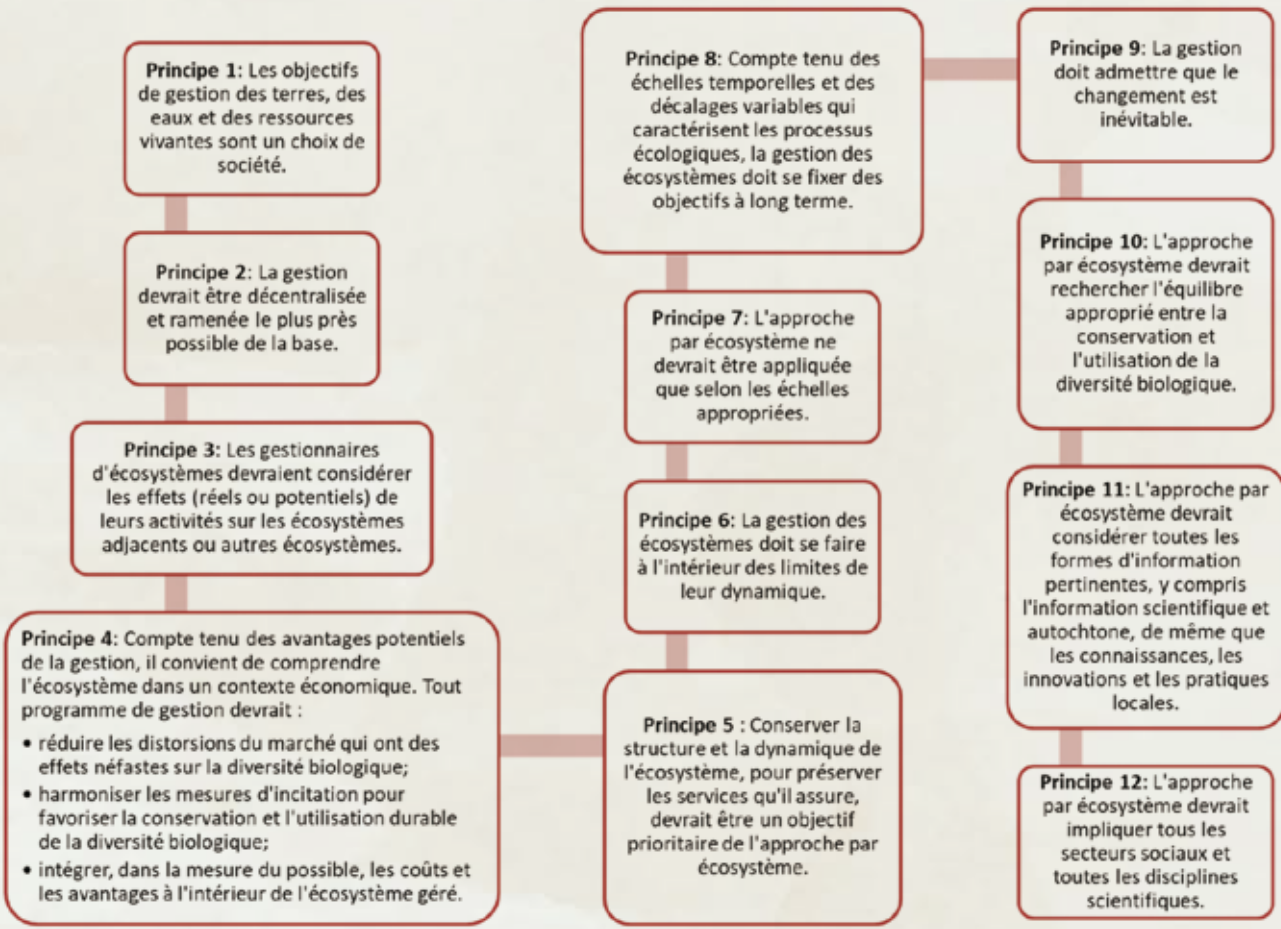 Principe 1: Les objectifs
de gestion des terres, des
eaux et des ressources
vivantes sont un choix de
société.
Principe 2: La gestion
devrait être décentralisée
et ramenée le plus près
possible de la base.
Principe 3: Les gestionnaires
d'écosystèmes devraient considérer
les effets (réels ou potentiels) de
leurs activités sur les écosystèmes
adjacents ou autres écosystèmes.
Principe 4: Compte tenu des avantages potentiels
de la gestion, il convient de comprendre
l'écosystème dans un contexte économique. Tout
programme de gestion devrait :
• réduire les distorsions du marché qui ont des
effets néfastes sur la diversité biologique;
• harmoniser les mesures d'incitation pour
favoriser la conservation et l'utilisation durable
de la diversité biologique;
• intégrer, dans la mesure du possible, les coûts et
les avantages à l'intérieur de l'écosystème géré.
Principe 5 : Conserver la
structure et la dynamique de
l'écosystème, pour préserver
les services qu'il assure,
devrait être un objectif
prioritaire de l'approche par
écosystème.
Principe 6: La gestion des
écosystèmes doit se faire
à l'intérieur des limites de
leur dynamique.
Principe 7: L'approche
par écosystème ne
devrait être appliquée
que selon les échelles
appropriées.
Principe 8: Compte tenu des
échelles temporelles et des
décalages variables qui
caractérisent les processus
écologiques, la gestion des
écosystèmes doit se fixer des
objectifs à long terme.
Principe 9: La gestion
doit admettre que le
changement est
inévitable.
Principe 10: L'approche
par écosystème devrait
rechercher l'équilibre
approprié entre la
conservation et
l'utilisation de la
diversité biologique.
Principe 11: L'approche par
écosystème devrait
considérer toutes les
formes d'information
pertinentes, y compris
l'information scientifique et
autochtone, de même que
les connaissances, les
innovations et les pratiques
locales.
Principe 12: L'approche
par écosystème devrait
impliquer tous les
secteurs sociaux et
toutes les disciplines
scientifiques.